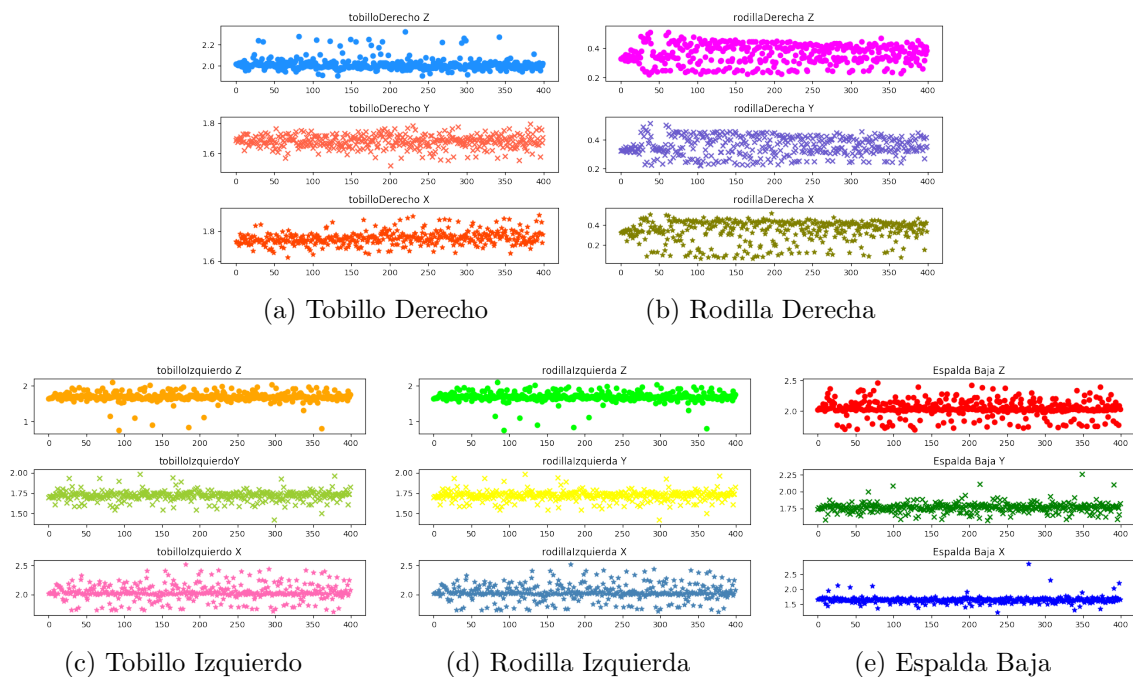 tobilloDerecho Z
2.2
2.0
0 50 100 150 200 250 300 350 400
tobilloDerecho Y
1.8
1.6
0 50 100 150 200 250 300 350 400
tobilloDerecho X
1.8
1.6
0 50 100 150 200 250 300 350 400
(a) Tobillo Derecho
rodillaDerecha Z
0.4
0.2
0 50 100 150 200 250 300 350 400
rodillaDerecha Y
0.4
0.2
0 50 100 150 200 250 300 350 400
rodillaDerecha X
0.4
0.2
0 50 100 150 200 250 300 350 400
(b) Rodilla Derecha
tobilloIzquierdo Z
2
1
0 50 100 150 200 250 300 350 400
tobilloIzquierdoY
2.00
1.75
1.50
0 50 100 150 200 250 300 350 400
tobilloIzquierdo X
2.5
2.0
0 50 100 150 200 250 300 350 400
(c) Tobillo Izquierdo
rodillaIzquierda Z
2
1
0 50 100 150 200 250 300 350 400
rodillaIzquierda Y
2.00
1.75
1.50
0 50 100 150 200 250 300 350 400
rodillaIzquierda X
2.5
2.0
0 50 100 150 200 250 300 350 400
(d) Rodilla Izquierda
Espalda Baja Z
2.5
2.0
0 50 100 150 200 250 300 350 400
Espalda Baja Y
2.25
2.00
1.75
0 50 100 150 200 250 300 350 400
Espalda Baja X
2.5
2.0
1.5
0 50 100 150 200 250 300 350 400
(e) Espalda Baja